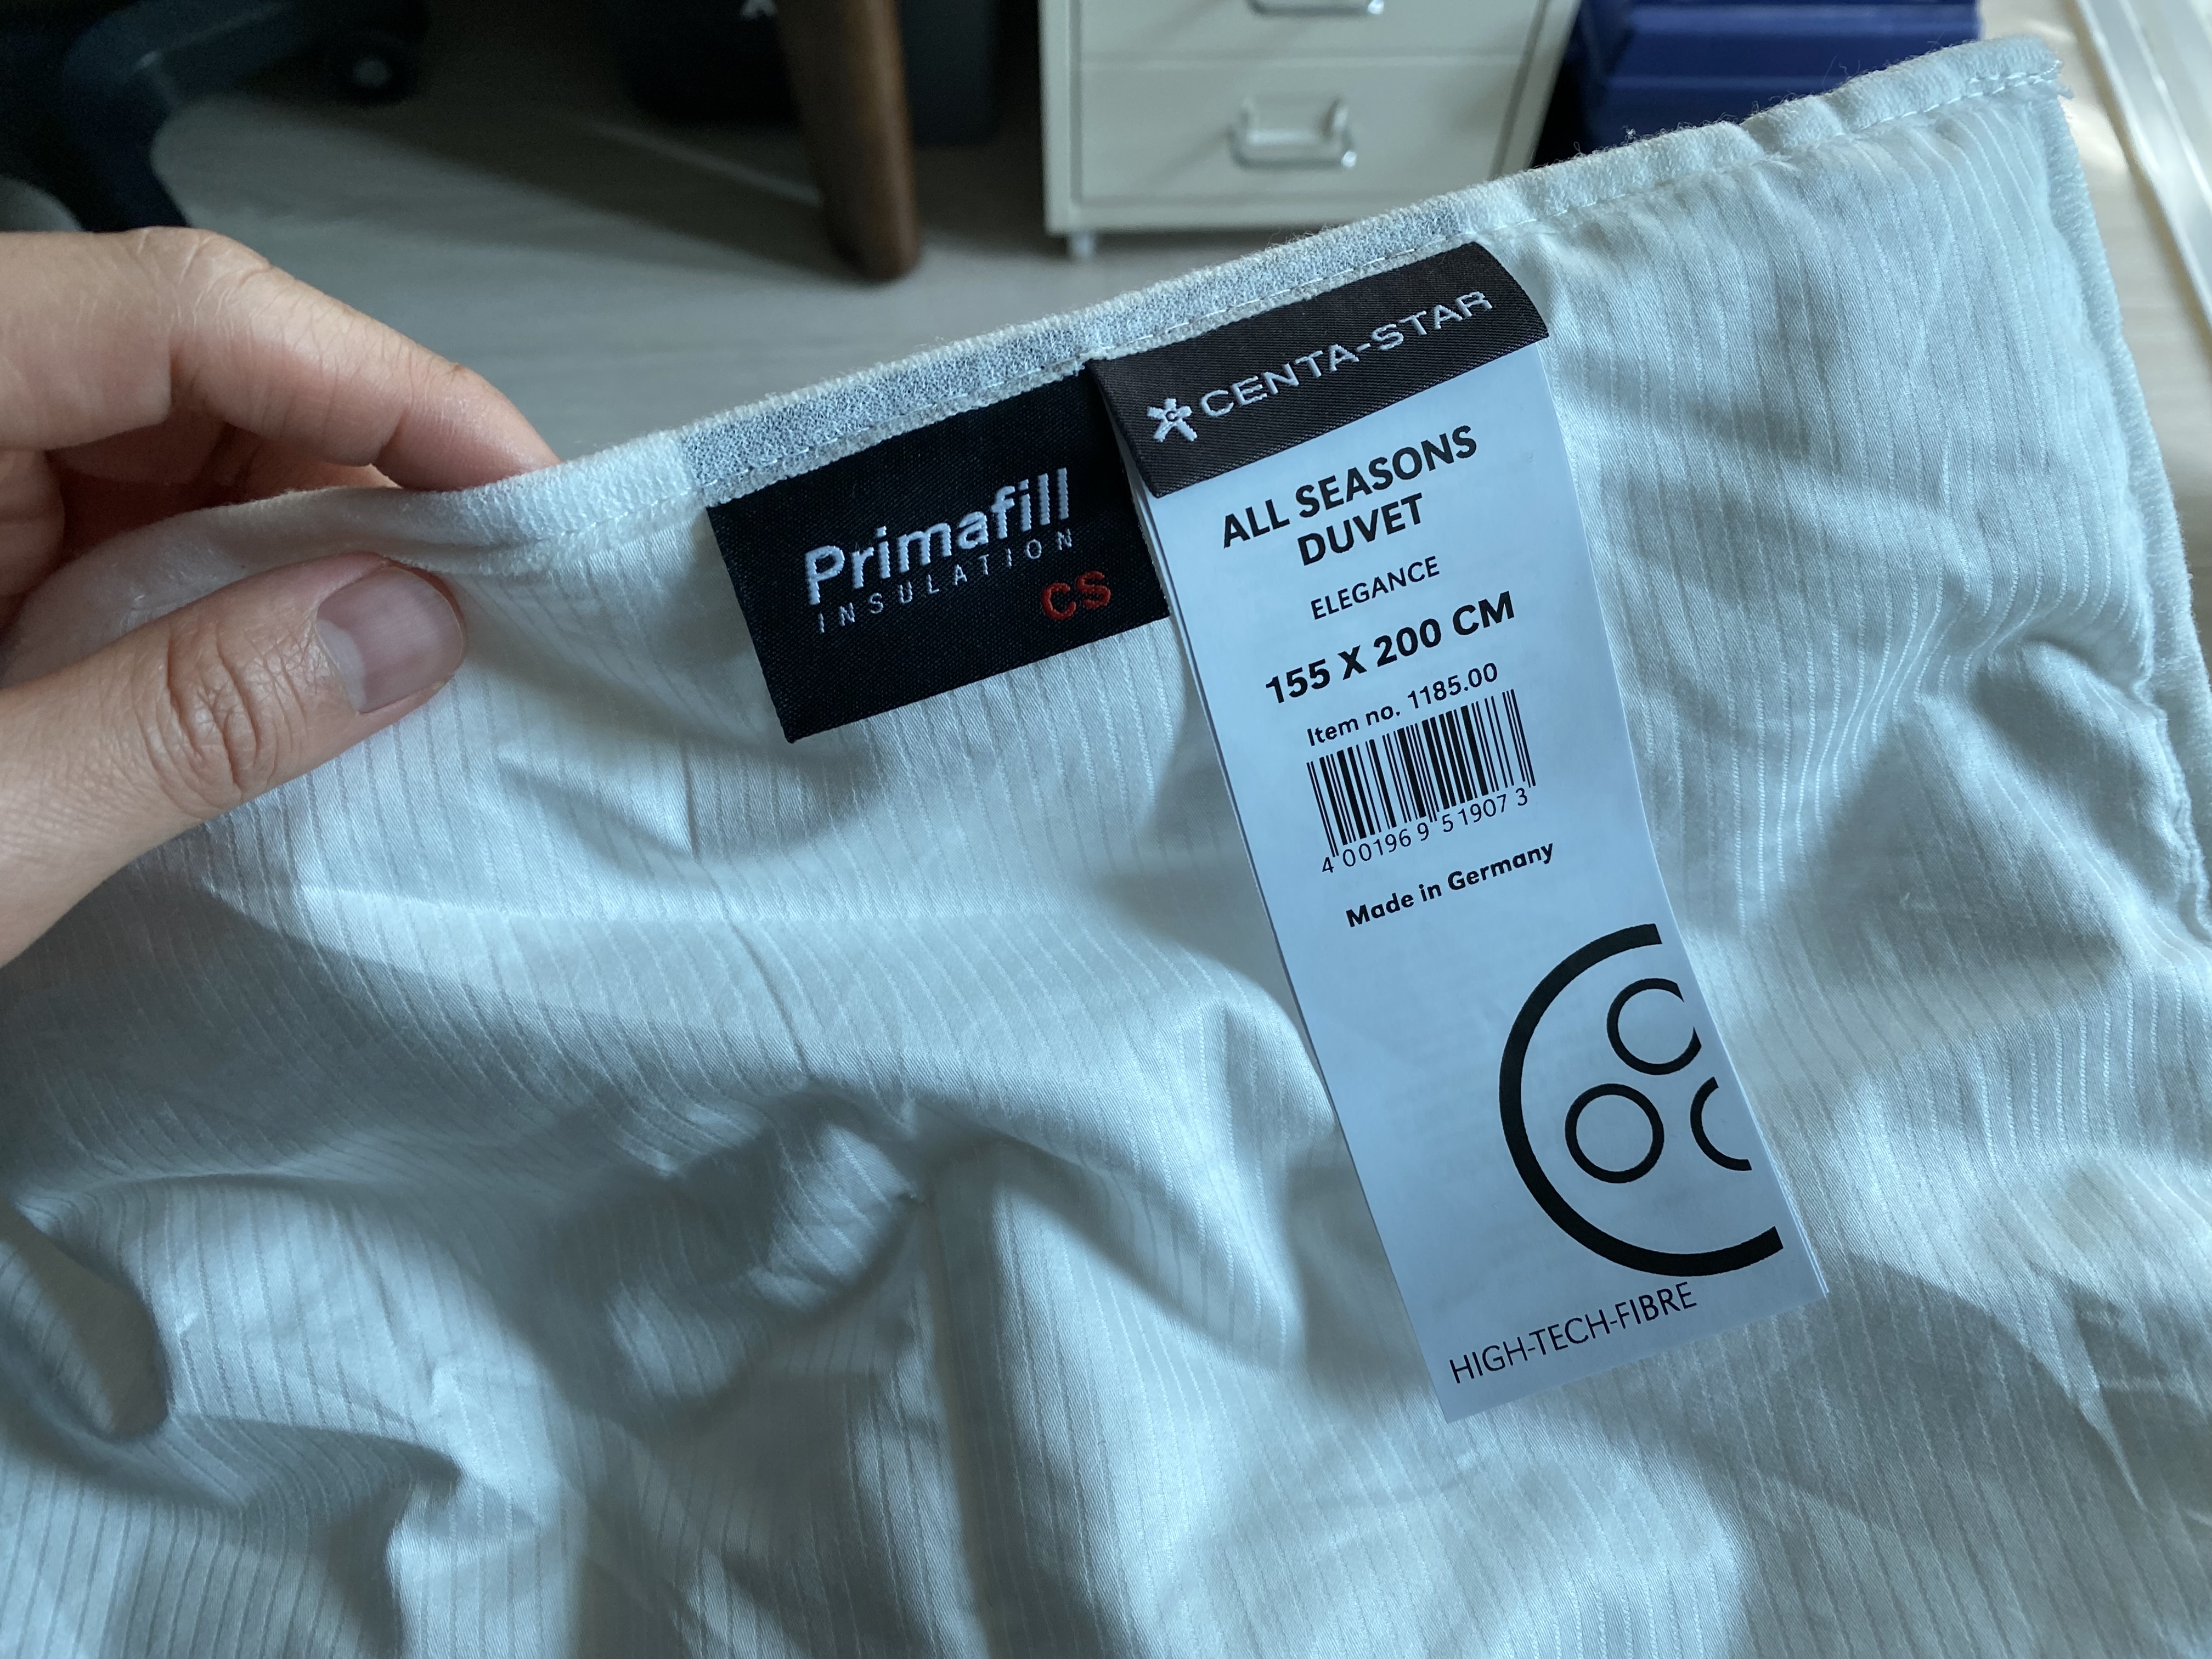 Primafill
INSULATION
CS
CENTA-STAR
ALL SEASONS
DUVET
ELEGANCE
155 X 200 CM
Item no. 1185.00
4 001969 519073
Made in Germany
HIGH-TECH-FIBRE